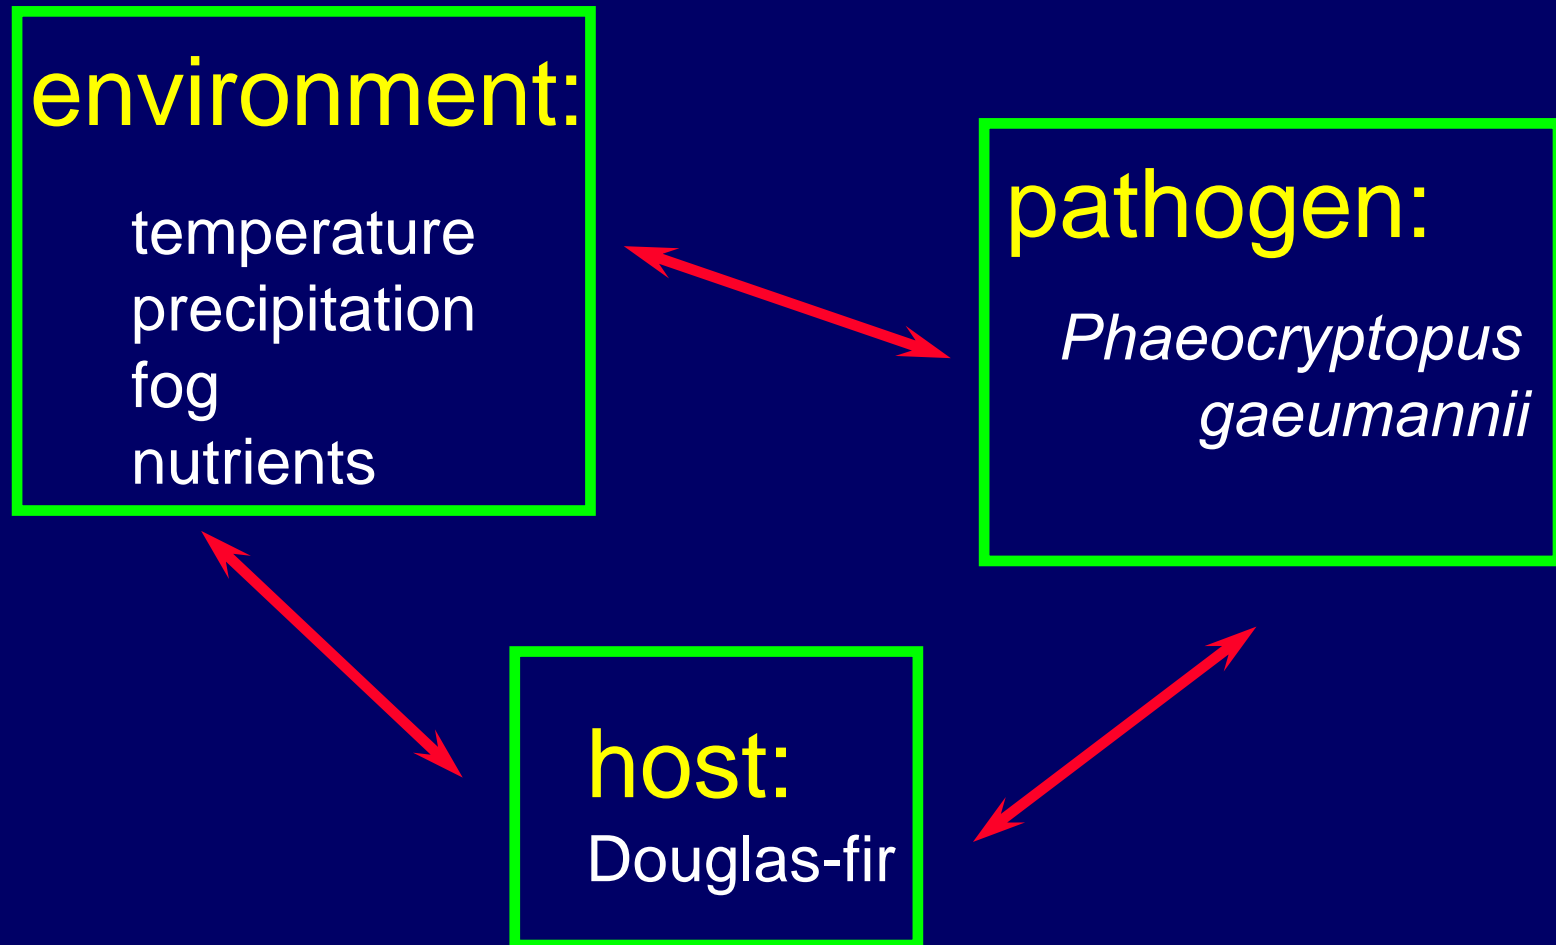 environment:
temperature
precipitation
fog
nutrients
pathogen:
Phaeocryptopus
gaeumannii
host:
Douglas-fir